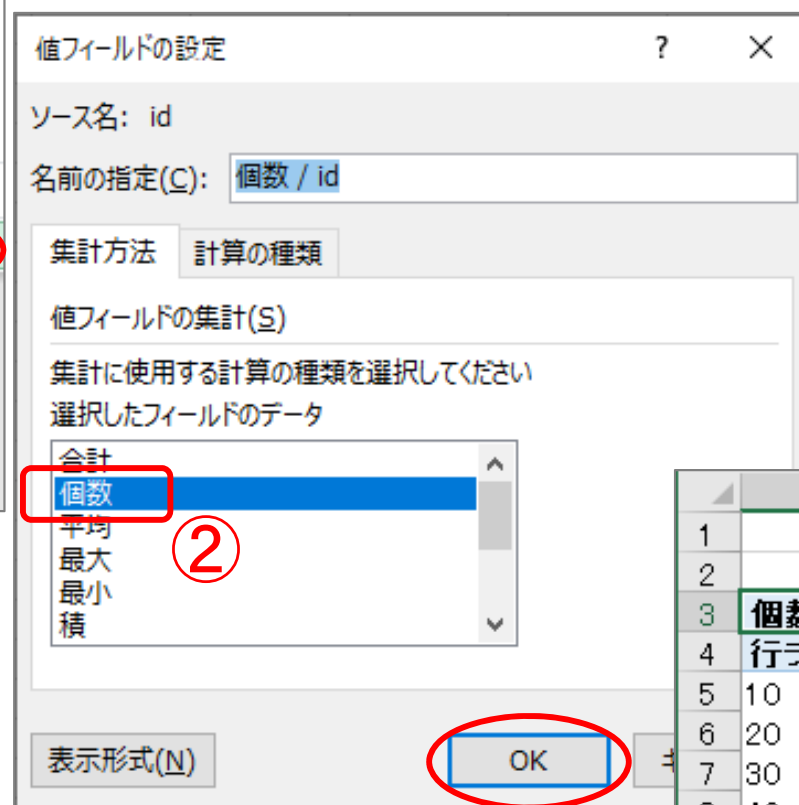 値フィールドの設定 ? ×
ソース名: id
名前の指定(C): 個数 / id
集計方法 計算の種類
値フィールドの集計(S)
集計に使用する計算の種類を選択してください
選択したフィールドのデータ
合計
個数
平均
最大
最小
積
②
表示形式(N) OK
1
2
3 個数
4 行ラ
5 10
6 20
7 30